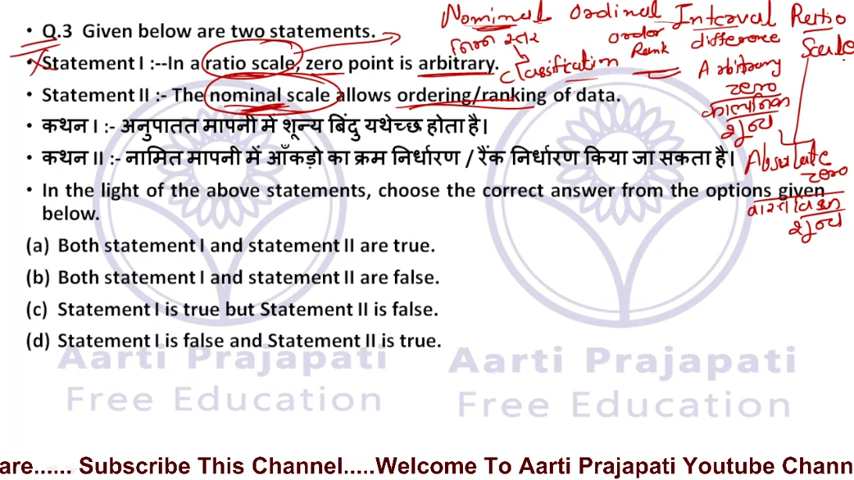 Nominal Ordinal Interval Ratio Scale
निम्न स्तर
Classification
order
Rank
difference
Arbitrary zero
काल्पनिक शून्य
Absolute zero
वास्तविक शून्य
• Q.3 Given below are two statements.
• Statement I :--In a ratio scale, zero point is arbitrary.
• Statement II :- The nominal scale allows ordering/ranking of data.
• कथन I :- अनुपातत मापनी में शून्य बिंदु यथेच्छ होता है।
• कथन II :- नामित मापनी में आँकड़ो का क्रम निर्धारण / रैंक निर्धारण किया जा सकता है।
• In the light of the above statements, choose the correct answer from the options given
below.
(a) Both statement I and statement II are true.
(b) Both statement I and statement II are false.
(c) Statement I is true but Statement II is false.
(d) Statement I is false and Statement II is true.
Aarti Prajapati Aarti Prajapati
Free Education Free Education
are...... Subscribe This Channel.....Welcome To Aarti Prajapati Youtube Chann